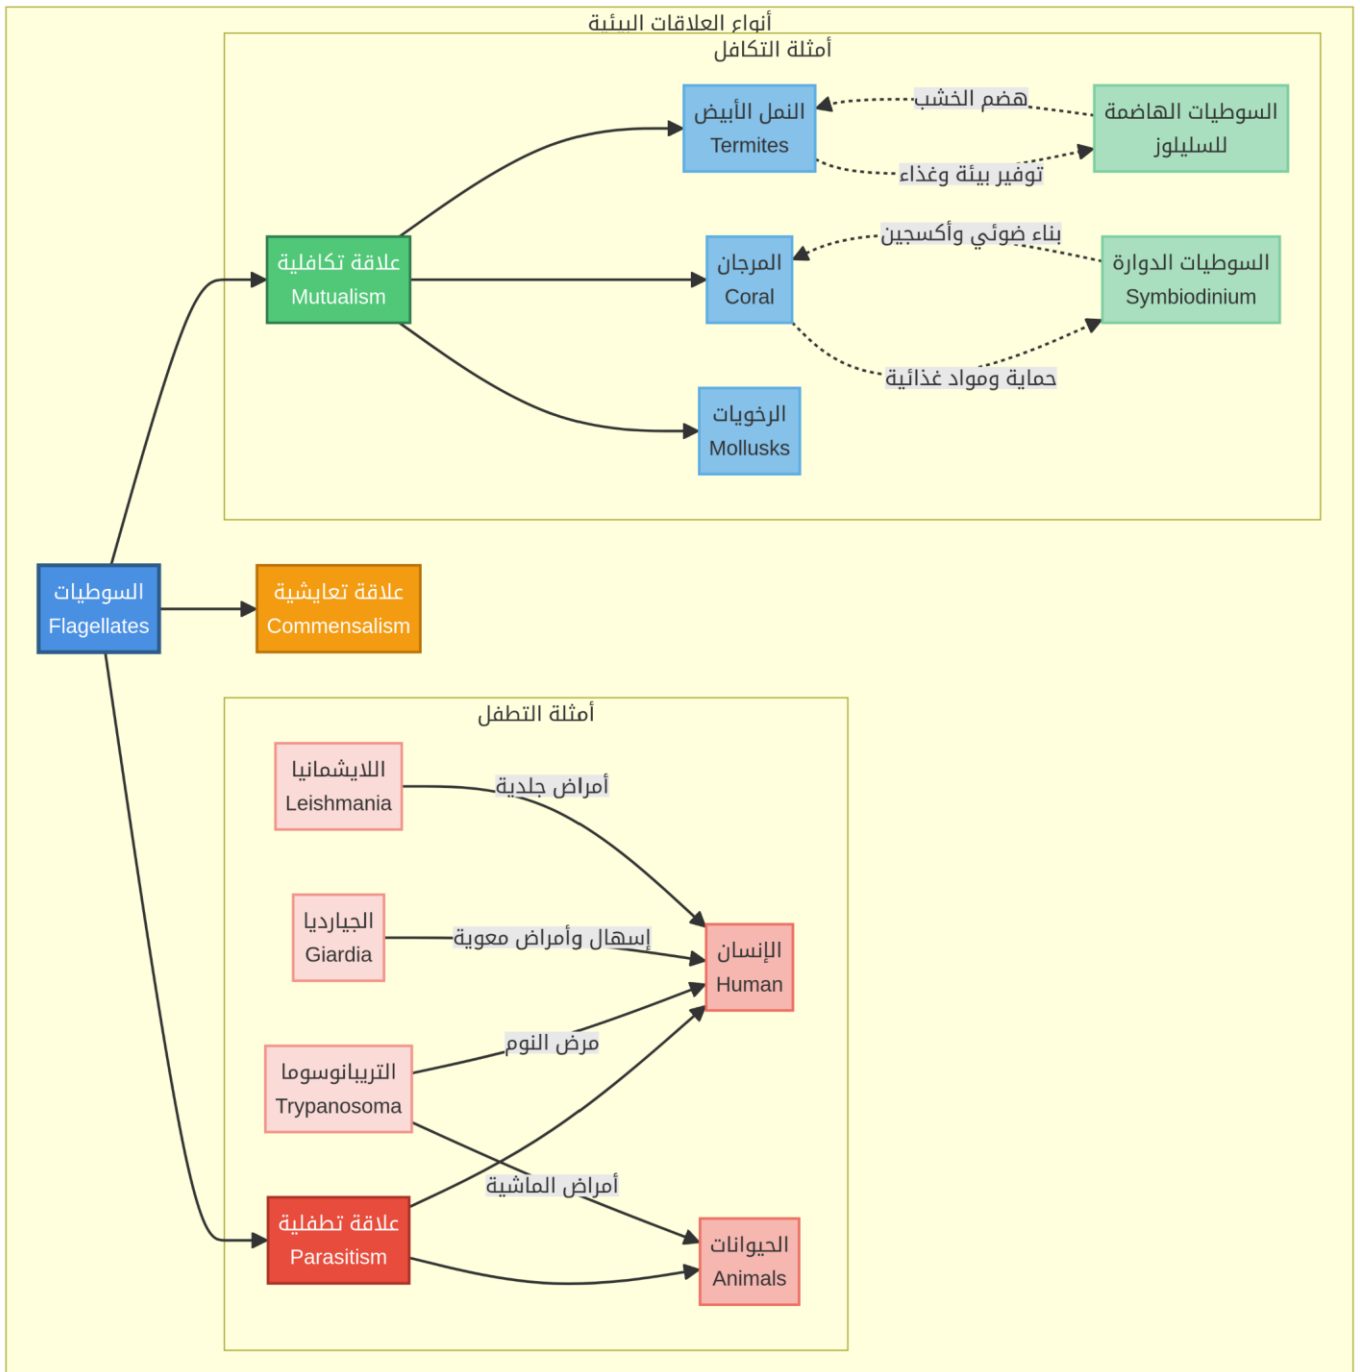 أنواع العلاقات البيئية
أمثلة التكافل
النمل الأبيض
Termites
هضم الخشب
السوطيات الهاضمة
للسليلوز
توفير بيئة وغذاء
علاقة تكافلية
Mutualism
المرجان
Coral
بناء ضوئي وأكسجين
السوطيات الدوارة
Symbiodinium
حماية ومواد غذائية
الرخويات
Mollusks
السوطيات
Flagellates
علاقة تعايشية
Commensalism
أمثلة التطفل
اللايشمانيا
Leishmania
أمراض جلدية
الجيارديا
Giardia
إسهال وأمراض معوية
الإنسان
Human
التريبانوسوما
Trypanosoma
مرض النوم
أمراض الماشية
علاقة تطفلية
Parasitism
الحيوانات
Animals